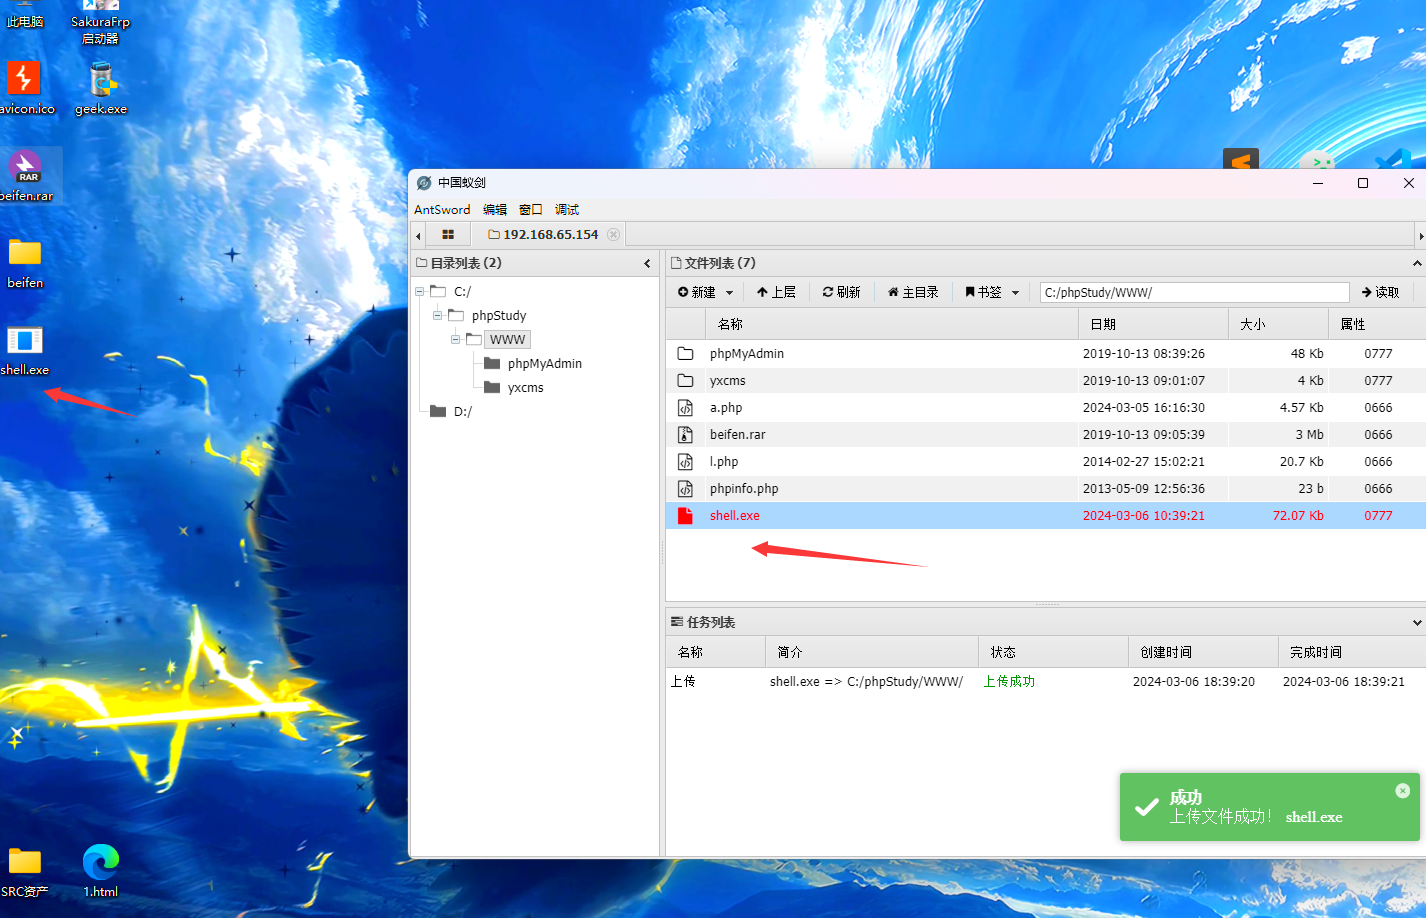 此电脑
SakuraFrp
启动器
avicon.ico
geek.exe
RAR
beifen.rar
beifen
shell.exe
SRC资产
1.html
中国蚁剑
AntSword 编辑 窗口 调试
192.168.65.154
目录列表 (2)
C:/
phpStudy
WWW
phpMyAdmin
yxcms
D:/
文件列表 (7)
新建 上层 刷新 主目录 书签 C:/phpStudy/WWW/ 读取
名称 日期 大小 属性
phpMyAdmin 2019-10-13 08:39:26 48 Kb 0777
yxcms 2019-10-13 09:01:07 4 Kb 0777
a.php 2024-03-05 16:16:30 4.57 Kb 0666
beifen.rar 2019-10-13 09:05:39 3 Mb 0666
l.php 2014-02-27 15:02:21 20.7 Kb 0666
phpinfo.php 2013-05-09 12:56:36 23 b 0666
shell.exe 2024-03-06 10:39:21 72.07 Kb 0777
任务列表
名称 简介 状态 创建时间 完成时间
上传 shell.exe => C:/phpStudy/WWW/ 上传成功 2024-03-06 18:39:20 2024-03-06 18:39:21
成功
上传文件成功! shell.exe